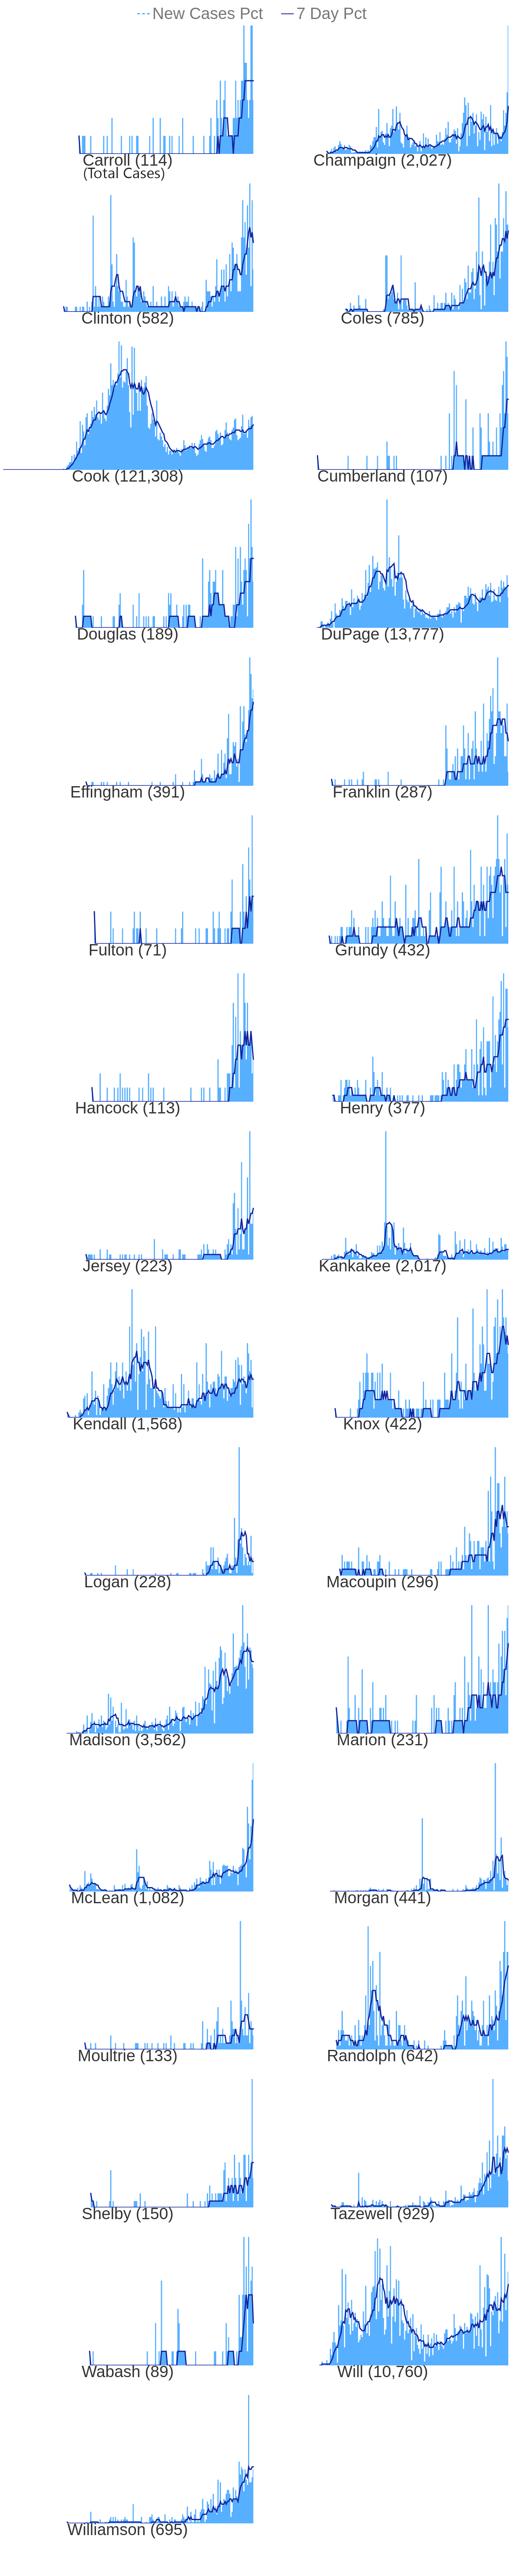 New Cases Pct 7 Day Pct
Carroll (114) Champaign (2,027)
(Total Cases)
Clinton (582) Coles (785)
Cook (121,308) Cumberland (107)
Douglas (189) DuPage (13,777)
Effingham (391) Franklin (287)
Fulton (71) Grundy (432)
Hancock (113) Henry (377)
Jersey (223) Kankakee (2,017)
Kendall (1,568) Knox (422)
Logan (228) Macoupin (296)
Madison (3,562) Marion (231)
McLean (1,082) Morgan (441)
Moultrie (133) Randolph (642)
Shelby (150) Tazewell (929)
Wabash (89) Will (10,760)
Williamson (695)